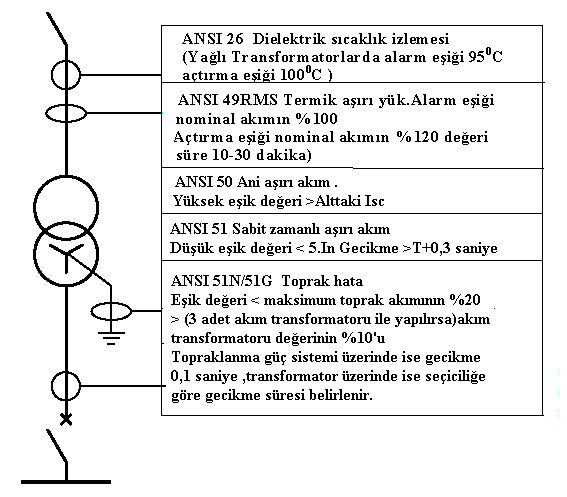 ANSI 26  Dielektrik sıcaklık izlemesi
(Yağlı Transformatorlarda alarm eşiği 95⁰C
açtırma eşiği 100⁰C )
ANSI 49RMS Termik aşırı yük.Alarm eşiği
nominal akımın %100
Açtırma eşiği nominal akımın %120 değeri
süre 10-30 dakika)
ANSI 50 Ani aşırı akım .
Yüksek eşik değeri >Alttaki Isc
ANSI 51 Sabit zamanlı aşırı akım
Düşük eşik değeri < 5.In Gecikme >T+0,3 saniye
ANSI 51N/51G  Toprak hata
Eşik değeri < maksimum toprak akımının %20
> (3 adet akım transformatoru ile yapılırsa)akım
transformatoru değerinin %10'u
Topraklanma güç sistemi üzerinde ise gecikme
0,1 saniye ,transformator üzerinde ise seçiciliğe
göre gecikme süresi belirlenir.